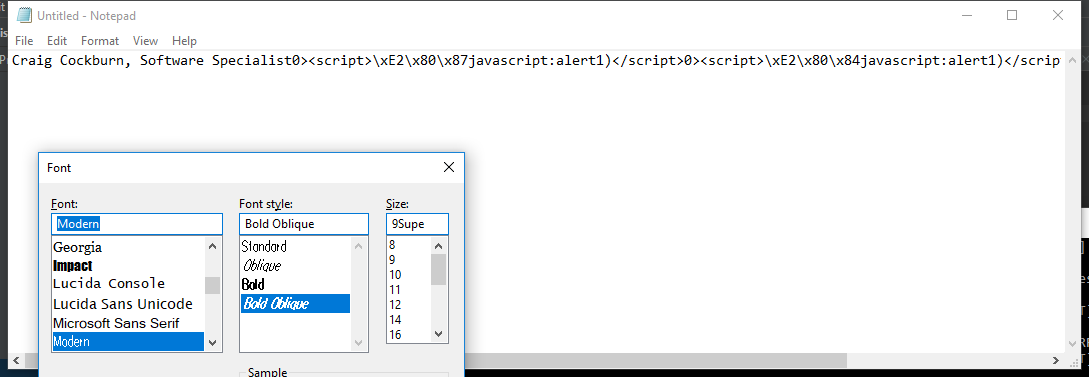 Untitled - Notepad
File Edit Format View Help
Craig Cockburn, Software Specialist0><script>\xE2\x80\x87javascript:alert1)</script>0><script>\xE2\x80\x84javascript:alert1)</script
Font
Font: Font style: Size:
Modern Bold Oblique 9Supe
Georgia
Impact
Lucida Console
Lucida Sans Unicode
Microsoft Sans Serif
Modern
Standard
Oblique
Bold
Bold Oblique
8
9
10
11
12
14
16
Sample